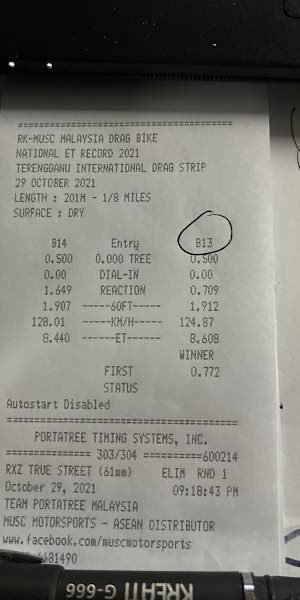 ========================================
RK-MUSC MALAYSIA DRAG BIKE
NATIONAL ET RECORD 2021
TERENGGANU INTERNATIONAL DRAG STRIP
29 OCTOBER 2021
LENGTH : 201M - 1/8 MILES
SURFACE : DRY
B14 Entry B13
0.500 0.000 TREE 0.500
0.00 DIAL-IN 0.00
1.649 REACTION 0.709
1.907 -----60FT----- 1.912
128.01 -----KM/H----- 124.87
8.440 ------ET------ 8.608
WINNER
FIRST 0.772
STATUS
Autostart Disabled
========================================
PORTATREE TIMING SYSTEMS, INC.
=============== 303/304 ==========600214
RXZ TRUE STREET (61mm) ELIM RND 1
October 29, 2021 09:18:43 PM
TEAM PORTATREE MALAYSIA
MUSC MOTORSPORTS - ASEAN DISTRIBUTOR
www.facebook.com/muscmotorsports
6681490
G-666